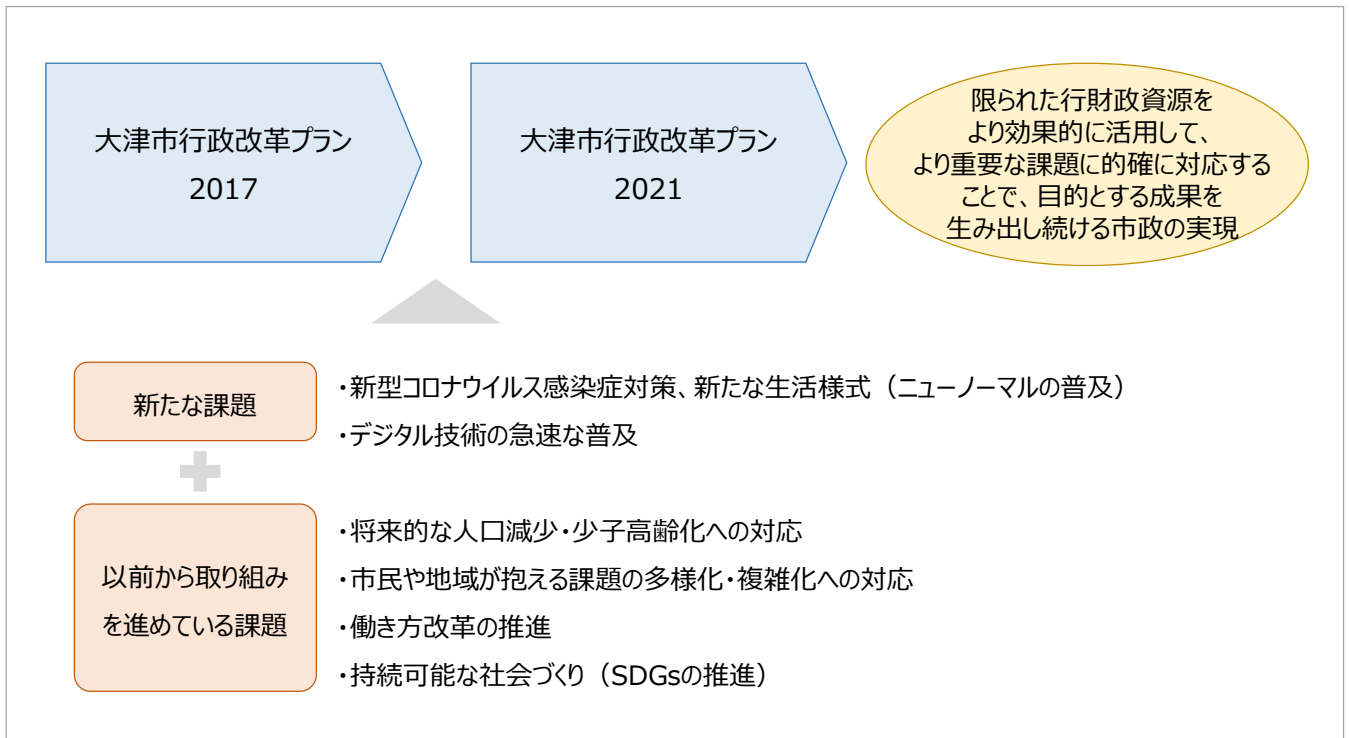 大津市行政改革プラン
2017
大津市行政改革プラン
2021
限られた行財政資源を
より効果的に活用して、
より重要な課題に的確に対応する
ことで、目的とする成果を
生み出し続ける市政の実現
新たな課題
・新型コロナウイルス感染症対策、新たな生活様式（ニューノーマルの普及）
・デジタル技術の急速な普及
以前から取り組み
を進めている課題
・将来的な人口減少・少子高齢化への対応
・市民や地域が抱える課題の多様化・複雑化への対応
・働き方改革の推進
・持続可能な社会づくり（SDGsの推進）